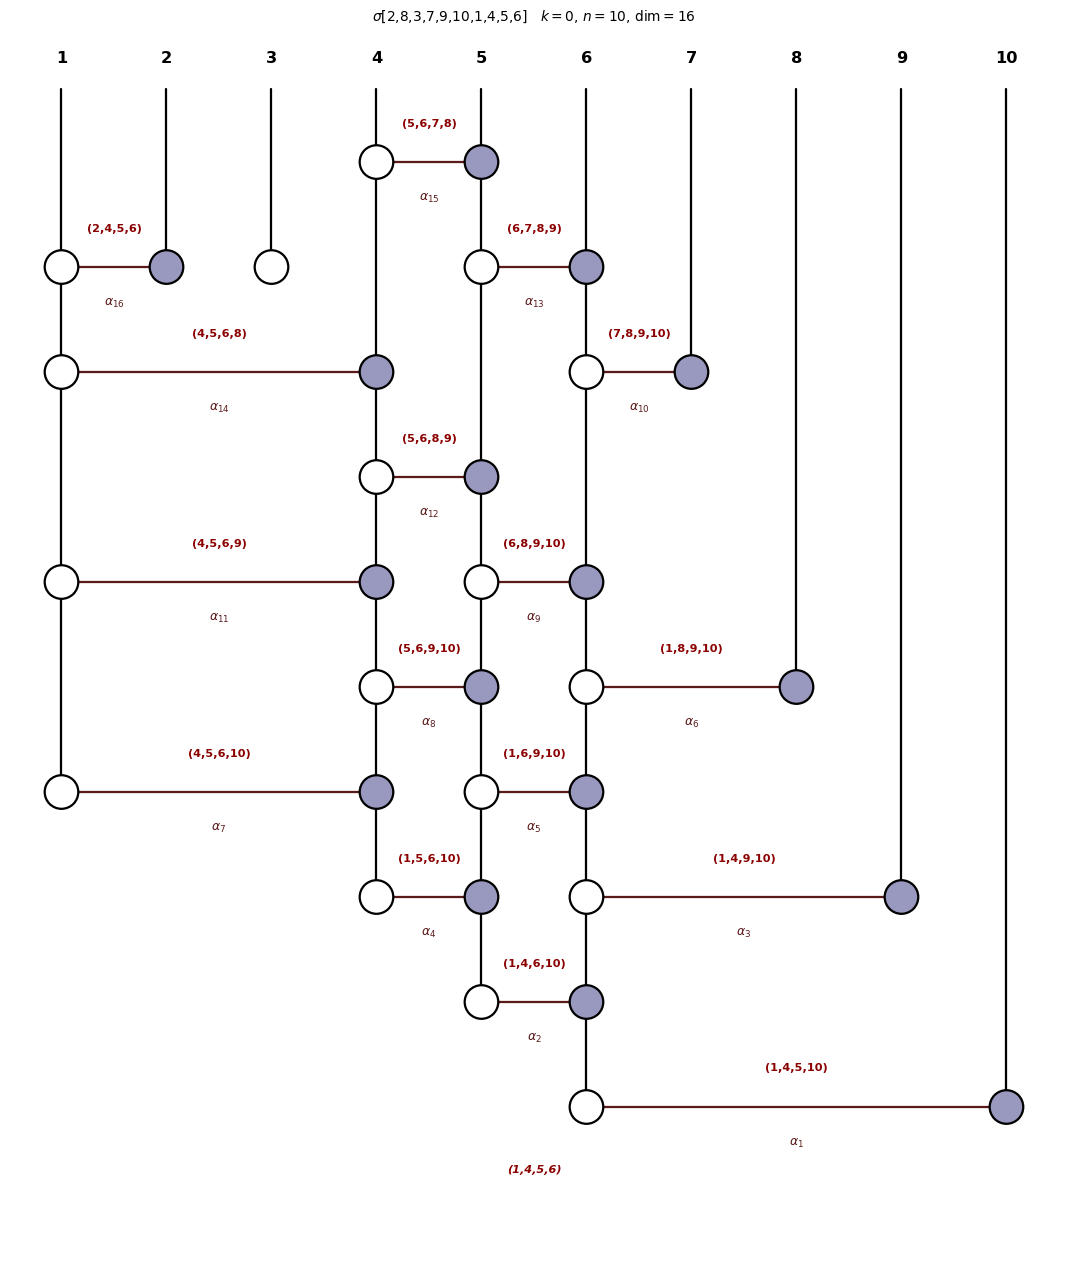 σ[2,8,3,7,9,10,1,4,5,6] k=0, n=10, dim=16
1 2 3 4 5 6 7 8 9 10
(5,6,7,8)
α15
(2,4,5,6) (6,7,8,9)
α16 α13
(4,5,6,8) (7,8,9,10)
α14 α10
(5,6,8,9)
α12
(4,5,6,9) (6,8,9,10)
α11 α9
(5,6,9,10) (1,8,9,10)
α8 α6
(4,5,6,10) (1,6,9,10)
α7 α5
(1,5,6,10) (1,4,9,10)
α4 α3
(1,4,6,10)
α2
(1,4,5,10)
α1
(1,4,5,6)